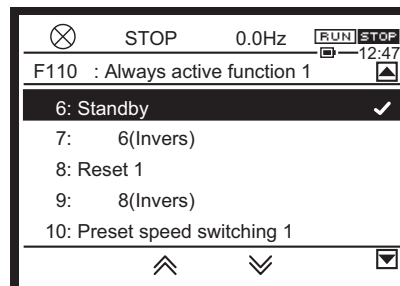 STOP 0.0Hz RUN STOP
12:47
F110 : Always active function 1
6: Standby
7: 6(Invers)
8: Reset 1
9: 8(Invers)
10: Preset speed switching 1